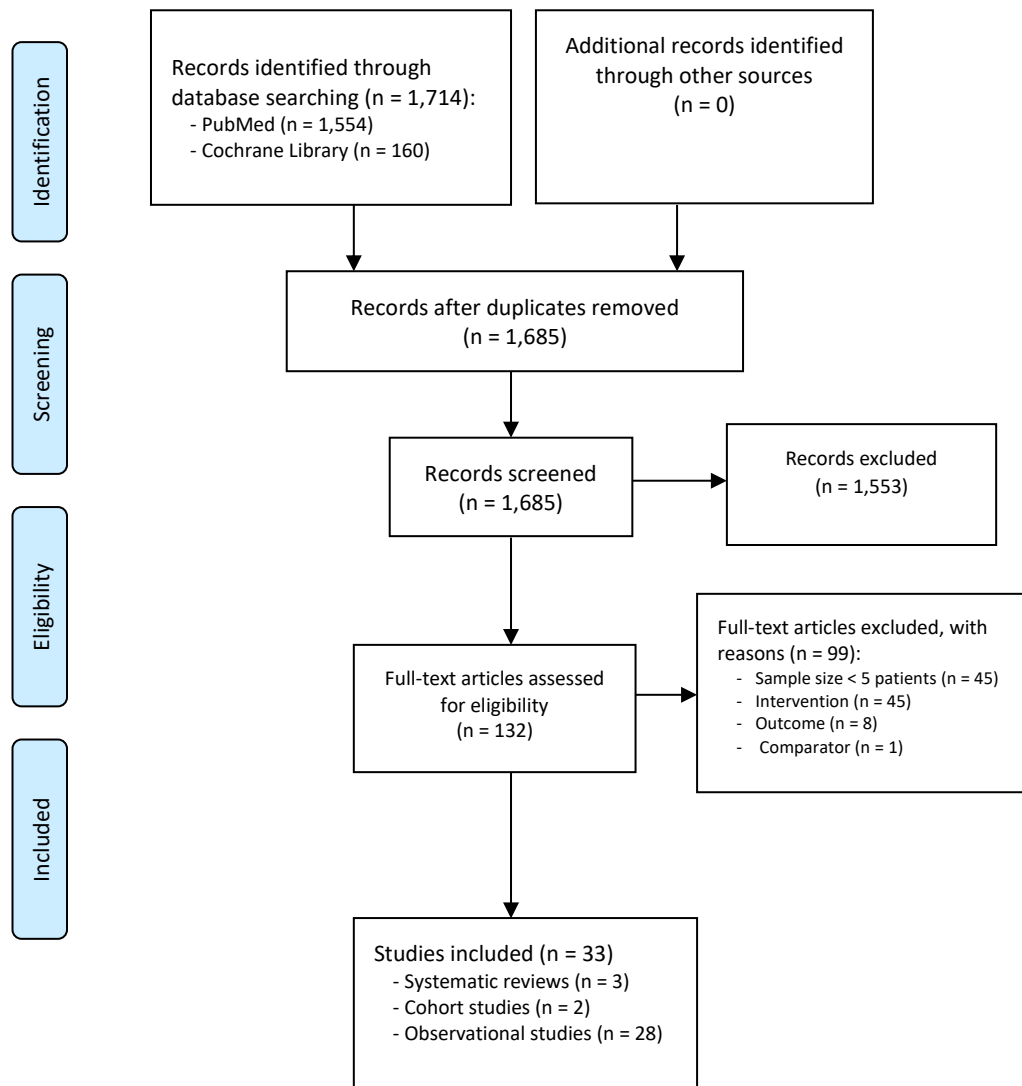 Identification
Records identified through
database searching (n = 1,714):
- PubMed (n = 1,554)
- Cochrane Library (n = 160)
Additional records identified
through other sources
(n = 0)
Screening
Records after duplicates removed
(n = 1,685)
Records screened
(n = 1,685)
Records excluded
(n = 1,553)
Eligibility
Full-text articles assessed
for eligibility
(n = 132)
Full-text articles excluded, with
reasons (n = 99):
- Sample size < 5 patients (n = 45)
- Intervention (n = 45)
- Outcome (n = 8)
- Comparator (n = 1)
Included
Studies included (n = 33)
- Systematic reviews (n = 3)
- Cohort studies (n = 2)
- Observational studies (n = 28)